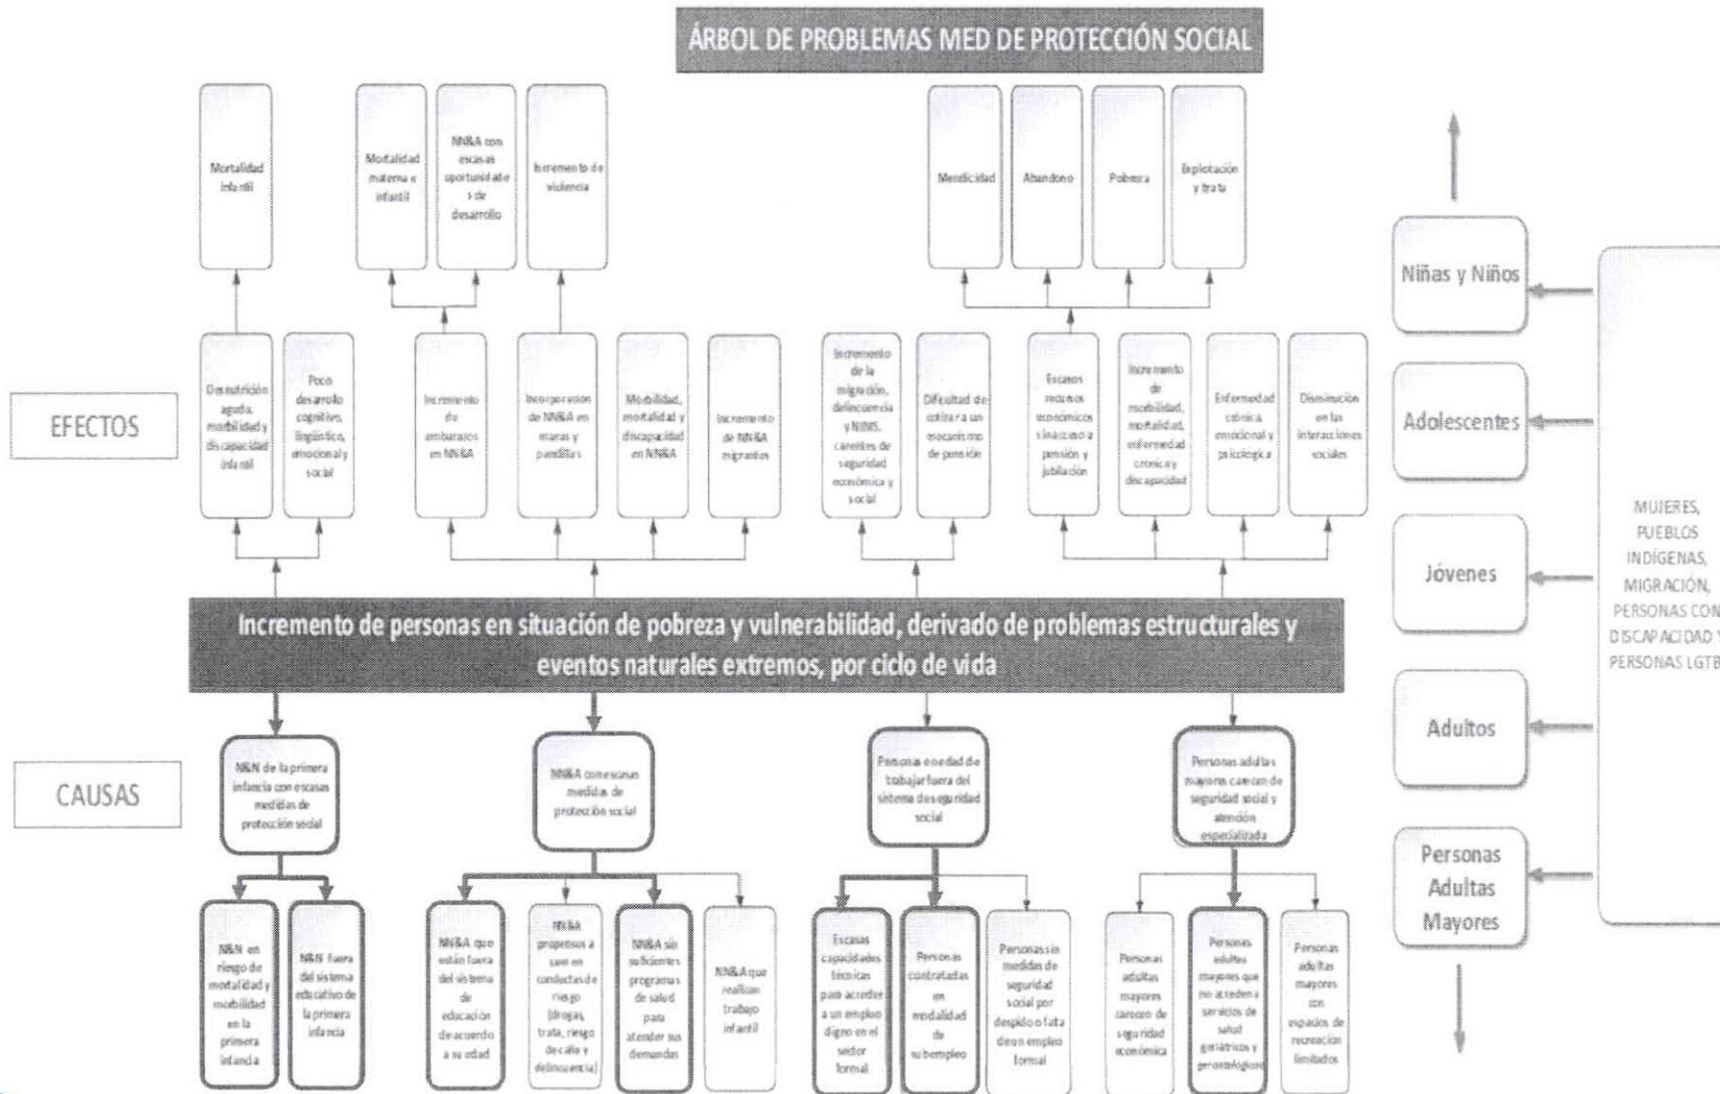 ÁRBOL DE PROBLEMAS MED DE PROTECCIÓN SOCIAL
Mortalidad
infantil
Mortalidad
materna e
infantil
NN&A con
escasas
oportunidade
s de
desarrollo
Incremento de
violencia
Mendicidad
Abandono
Pobreza
Explotación
y trata
EFECTOS
Desnutrición
aguda,
morbilidad y
discapacidad
infantil
Poco
desarrollo
cognitivo,
lingüístico,
emocional y
social
Incremento
de
embarazos
en NN&A
Incorporación
de NN&A en
maras y
pandillas
Morbilidad,
mortalidad y
discapacidad
en NN&A
Incremento
de NN&A
migrantes
Incremento
de la
migración,
delincuencia
y NINIS,
carentes de
seguridad
económica y
social
Dificultad de
cotizar a un
mecanismo
de pensión
Escasos
recursos
económicos
sin acceso a
pensión y
jubilación
Incremento
de
morbilidad,
mortalidad,
enfermedad
crónica y
discapacidad
Enfermedad
crónica,
emocional y
psicológica
Disminución
en las
interacciones
sociales
Incremento de personas en situación de pobreza y vulnerabilidad, derivado de problemas estructurales y
eventos naturales extremos, por ciclo de vida
CAUSAS
N&N de la primera
infancia con escasas
medidas de
protección social
NN&A con escasas
medidas de
protección social
Personas en edad de
trabajar fuera del
sistema de seguridad
social
Personas adultas
mayores carecen de
seguridad social y
atención
especializada
N&N en
riesgo de
mortalidad y
morbilidad
en la
primera
infancia
N&N fuera
del sistema
educativo de
la primera
infancia
NN&A que
están fuera
del sistema
de
educación
de acuerdo
a su edad
NN&A
propensos a
caer en
conductas de
riesgo
(drogas,
trata, riesgo
de calle y
delincuencia)
NN&A sin
suficientes
programas
de salud
para
atender sus
demandas
NN&A que
realizan
trabajo
infantil
Escasas
capacidades
técnicas
para acceder
a un empleo
digno en el
sector
formal
Personas
contratadas
en
modalidad
de
subempleo
Personas sin
medidas de
seguridad
social por
despido o falta
de un empleo
formal
Personas
adultas
mayores
carecen de
seguridad
económica
Personas
adultas
mayores que
no acceden a
servicios de
salud
geriátricos y
gerontológicos
Personas
adultas
mayores
con
espacios de
recreación
limitados
Niñas y Niños
Adolescentes
Jóvenes
Adultos
Personas
Adultas
Mayores
MUJERES,
PUEBLOS
INDÍGENAS,
MIGRACIÓN,
PERSONAS CON
DISCAPACIDAD Y
PERSONAS LGTB